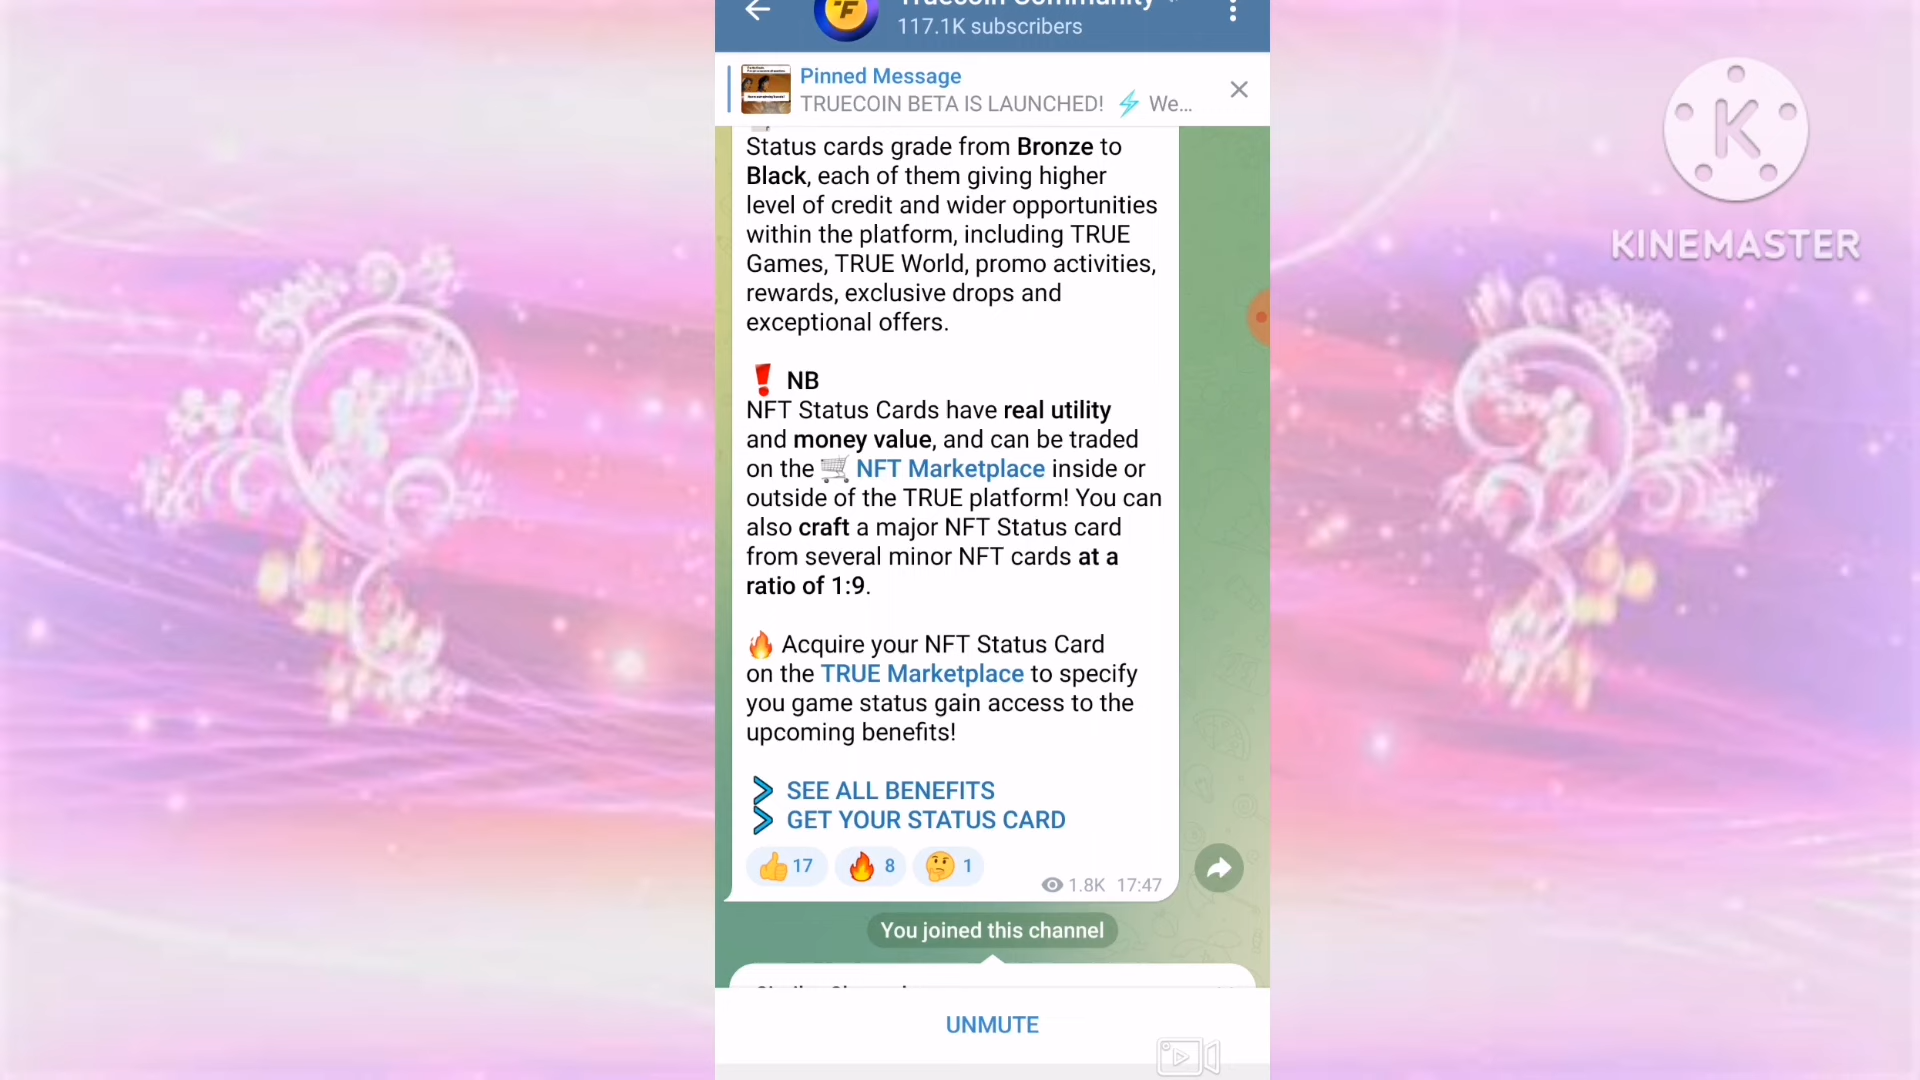 Truecoin Community
117.1K subscribers
Pinned Message
TRUECOIN BETA IS LAUNCHED! ⚡ We...
Status cards grade from Bronze to
Black, each of them giving higher
level of credit and wider opportunities
within the platform, including TRUE
Games, TRUE World, promo activities,
rewards, exclusive drops and
exceptional offers.
❗ NB
NFT Status Cards have real utility
and money value, and can be traded
on the 🛒 NFT Marketplace inside or
outside of the TRUE platform! You can
also craft a major NFT Status card
from several minor NFT cards at a
ratio of 1:9.
🔥 Acquire your NFT Status Card
on the TRUE Marketplace to specify
you game status gain access to the
upcoming benefits!
SEE ALL BENEFITS
GET YOUR STATUS CARD
👍 17 🔥 8 🤔 1
1.8K 17:47
You joined this channel
UNMUTE
K
KINEMASTER